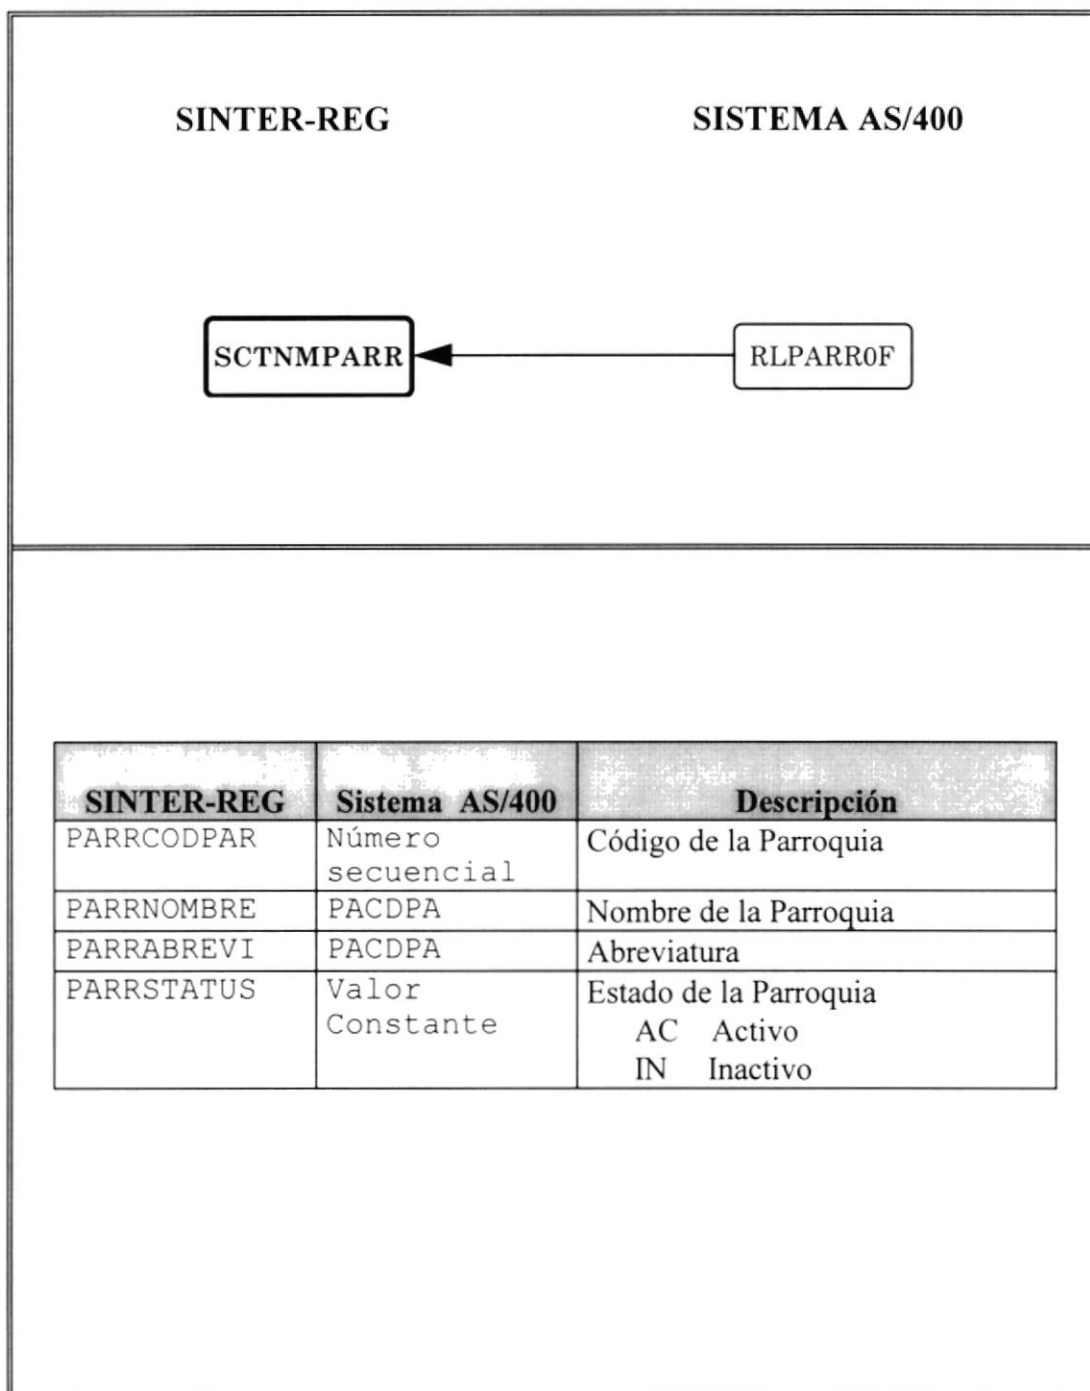 SINTER-REG SISTEMA AS/400
SCTNMPARR RLPARR0F
SINTER-REG Sistema AS/400 Descripción
PARRCODPAR Número Código de la Parroquia
secuencial
PARRNOMBRE PACDPA Nombre de la Parroquia
PARRABREVI PACDPA Abreviatura
PARRSTATUS Valor Estado de la Parroquia
Constante AC Activo
IN Inactivo